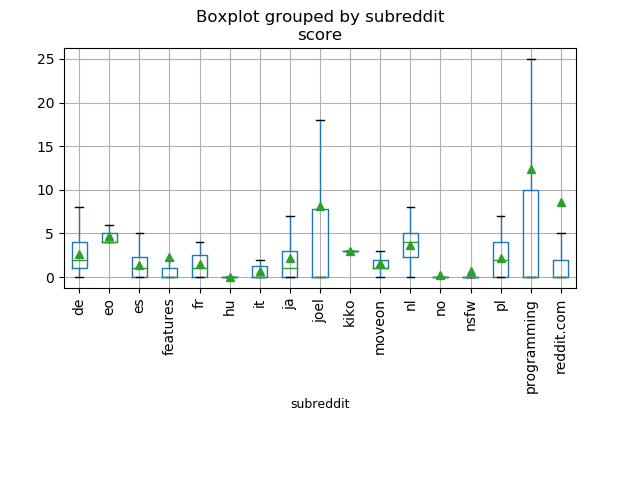 Boxplot grouped by subreddit
score
25
20
15
10
5
0
de
eo
es
features
fr
hu
it
ja
joel
kiko
moveon
nl
no
nsfw
pl
programming
reddit.com
subreddit